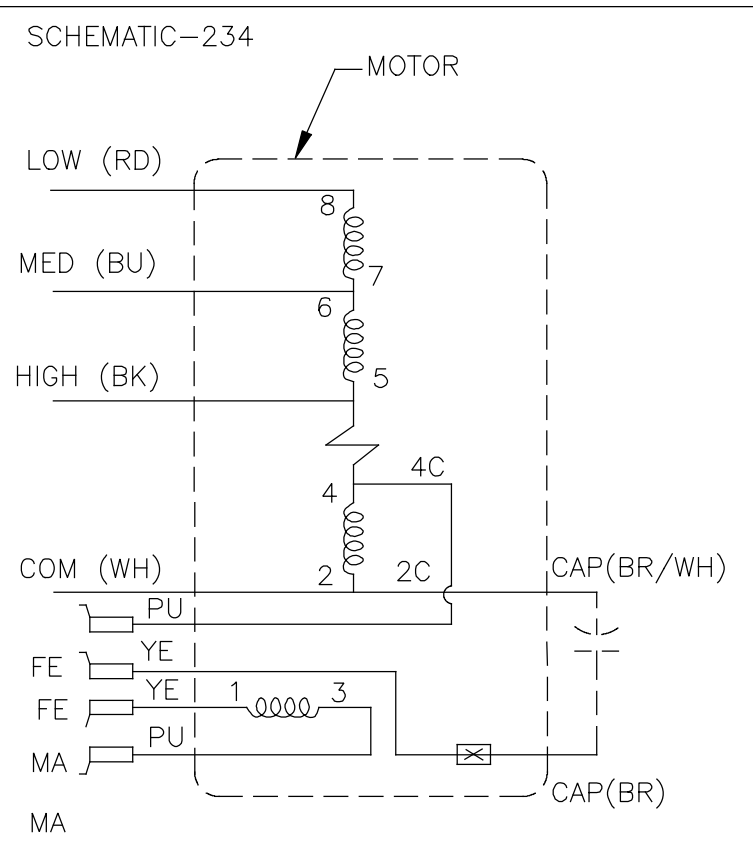 SCHEMATIC-234
MOTOR
LOW (RD)
8
7
MED (BU)
6
5
HIGH (BK)
4C
4
COM (WH)
2
2C
CAP(BR/WH)
PU
YE
FE
YE
1
3
FE
PU
MA
CAP(BR)
MA